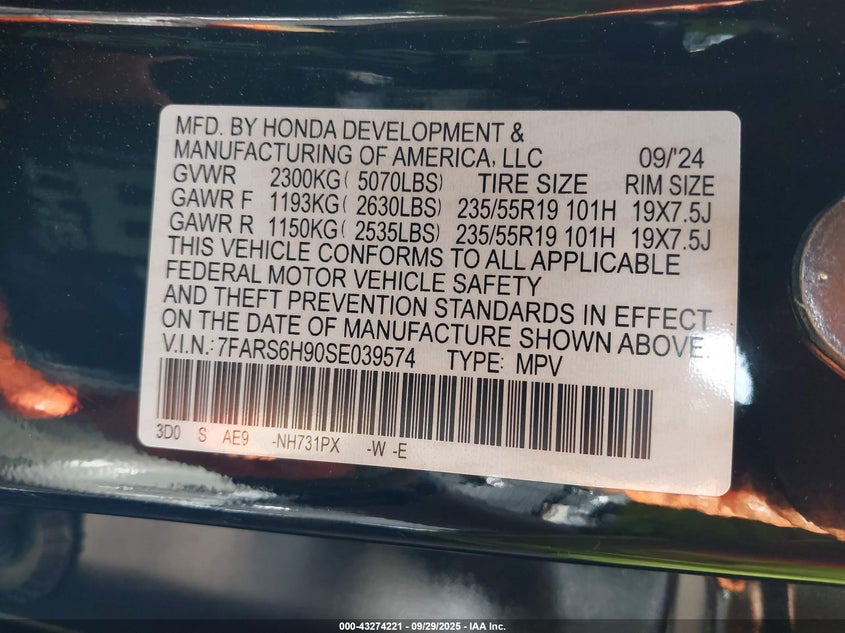 MFD. BY HONDA DEVELOPMENT &
MANUFACTURING OF AMERICA, LLC 09/'24
GVWR 2300KG( 5070LBS) TIRE SIZE RIM SIZE
GAWR F 1193KG( 2630LBS) 235/55R19 101H 19X7.5J
GAWR R 1150KG( 2535LBS) 235/55R19 101H 19X7.5J
THIS VEHICLE CONFORMS TO ALL APPLICABLE
FEDERAL MOTOR VEHICLE SAFETY
AND THEFT PREVENTION STANDARDS IN EFFECT
ON THE DATE OF MANUFACTURE SHOWN ABOVE.
V.I.N.: 7FARS6H90SE039574 TYPE: MPV
3D0 S AE9 -NH731PX -W -E
000-43274221 - 09/29/2025 - IAA Inc.